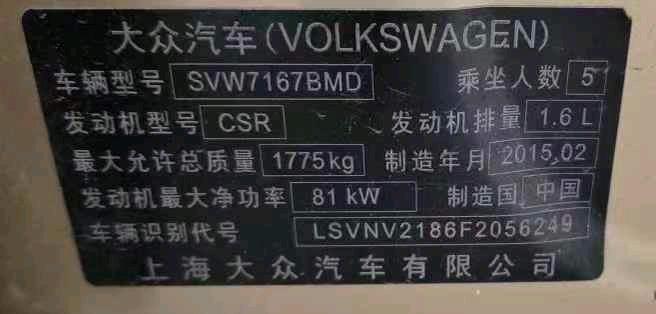 大众汽车(VOLKSWAGEN)
车辆型号 SVW7167BMD 乘坐人数 5
发动机型号 CSR 发动机排量 1.6 L
最大允许总质量 1775kg 制造年月 2015.02
发动机最大净功率 81 kW 制造国 中国
车辆识别代号 LSVNV2186F2056249
上海大众汽车有限公司